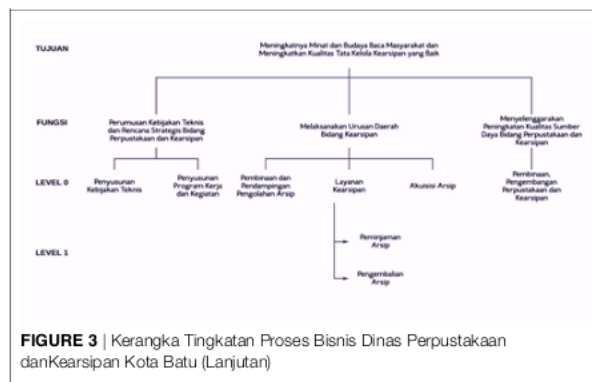 TUJUAN
Meningkatnya Minat dan Budaya Baca Masyarakat dan
Meningkatkan Kualitas Tata Kelola Kearsipan yang Baik
FUNGSI
Perumusan Kebijakan Teknis
dan Rencana Strategis Bidang
Perpustakaan dan Kearsipan
Melaksanakan Urusan Daerah
Bidang Kearsipan
Menyelenggarakan
Peningkatan Kualitas Sumber
Daya Bidang Perpustakaan dan
Kearsipan
LEVEL 0
Penyusunan
Kebijakan Teknis
Penyusunan
Program Kerja
dan Kegiatan
Pembinaan dan
Pendampingan
Pengolahan Arsip
Layanan
Kearsipan
Akuisisi Arsip
Pembinaan,
Pengembangan
Perpustakaan dan
Kearsipan
LEVEL 1
Peminjaman
Arsip
Pengembalian
Arsip
FIGURE 3 | Kerangka Tingkatan Proses Bisnis Dinas Perpustakaan
danKearsipan Kota Batu (Lanjutan)